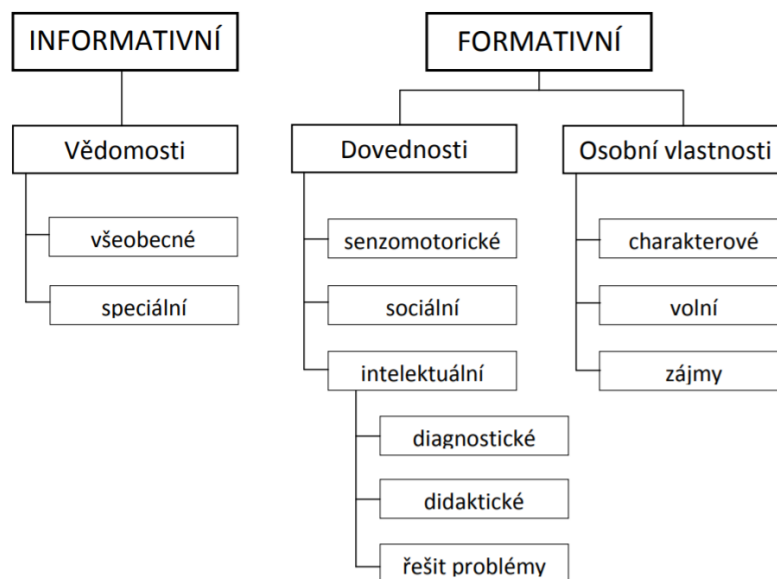 INFORMATIVNÍ
FORMATIVNÍ
Vědomosti
Dovednosti
Osobní vlastnosti
všeobecné
senzomotorické
charakterové
speciální
sociální
volní
intelektuální
zájmy
diagnostické
didaktické
řešit problémy